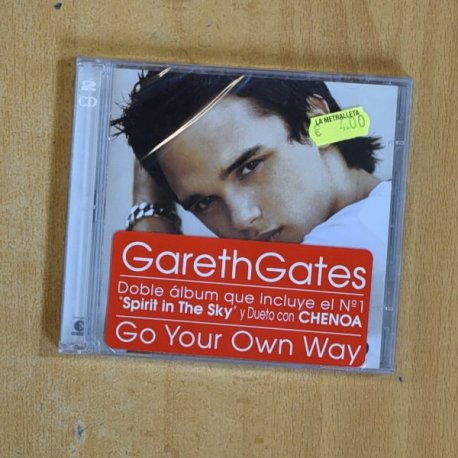 2
CD
LA METRALLETA
€ 4.00
GarethGates
Doble álbum que incluye el Nº1
"Spirit in The Sky" y Dueto con CHENOA
Go Your Own Way